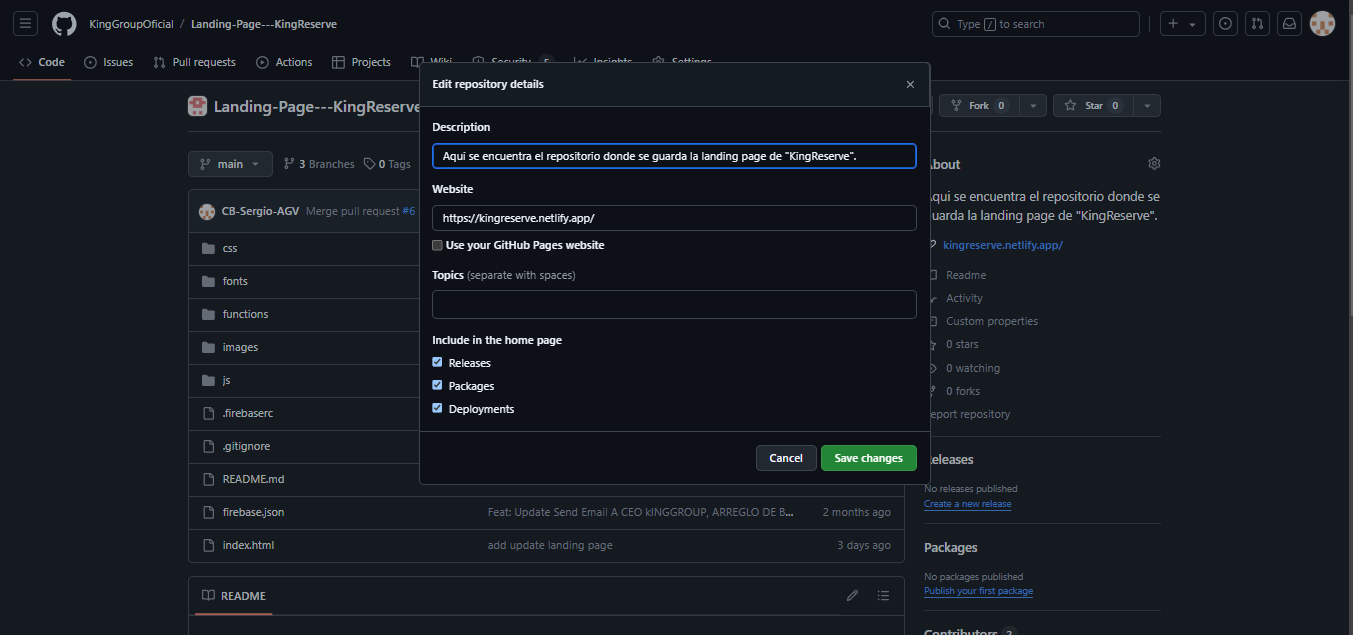 KingGroupOficial / Landing-Page---KingReserve
Type / to search
Code Issues Pull requests Actions Projects Wiki Security 5 Insights Settings
Landing-Page---KingReserve
Fork 0 Star 0
main 3 Branches 0 Tags
CB-Sergio-AGV Merge pull request #6
css
fonts
functions
images
js
.firebaserc
.gitignore
README.md
firebase.json Feat: Update Send Email A CEO kINGGROUP, ARREGLO DE B... 2 months ago
index.html add update landing page 3 days ago
README
Edit repository details
Description
Aqui se encuentra el repositorio donde se guarda la landing page de "KingReserve".
Website
https://kingreserve.netlify.app/
Use your GitHub Pages website
Topics (separate with spaces)
Include in the home page
Releases
Packages
Deployments
Cancel Save changes
bout
qui se encuentra el repositorio donde se
uarda la landing page de "KingReserve".
kingreserve.netlify.app/
Readme
Activity
Custom properties
0 stars
0 watching
0 forks
eport repository
eleases
No releases published
Create a new release
Packages
No packages published
Publish your first package
Contributors 2